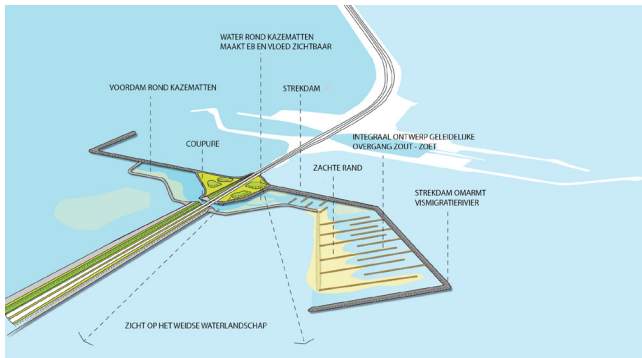 WATER ROND KAZEMATTEN
MAAKT EB EN VLOED ZICHTBAAR
VOORDAM ROND KAZEMATTEN
STREKDAM
COUPURE
INTEGRAAL ONTWERP GELEIDELIJKE
OVERGANG ZOUT - ZOET
ZACHTE RAND
STREKDAM OMARMT
VISMIGRATIERIVIER
ZICHT OP HET WEIDSE WATERLANDSCHAP